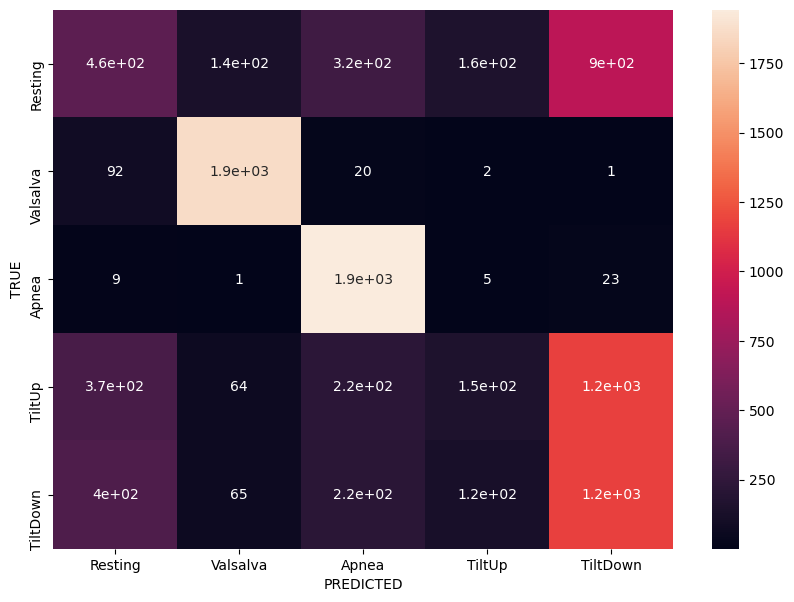 Resting 4.6e+02 1.4e+02 3.2e+02 1.6e+02 9e+02
Valsalva 92 1.9e+03 20 2 1
Apnea 9 1 1.9e+03 5 23
TiltUp 3.7e+02 64 2.2e+02 1.5e+02 1.2e+03
TiltDown 4e+02 65 2.2e+02 1.2e+02 1.2e+03
TRUE
Resting Valsalva Apnea TiltUp TiltDown
PREDICTED
1750
1500
1250
1000
750
500
250